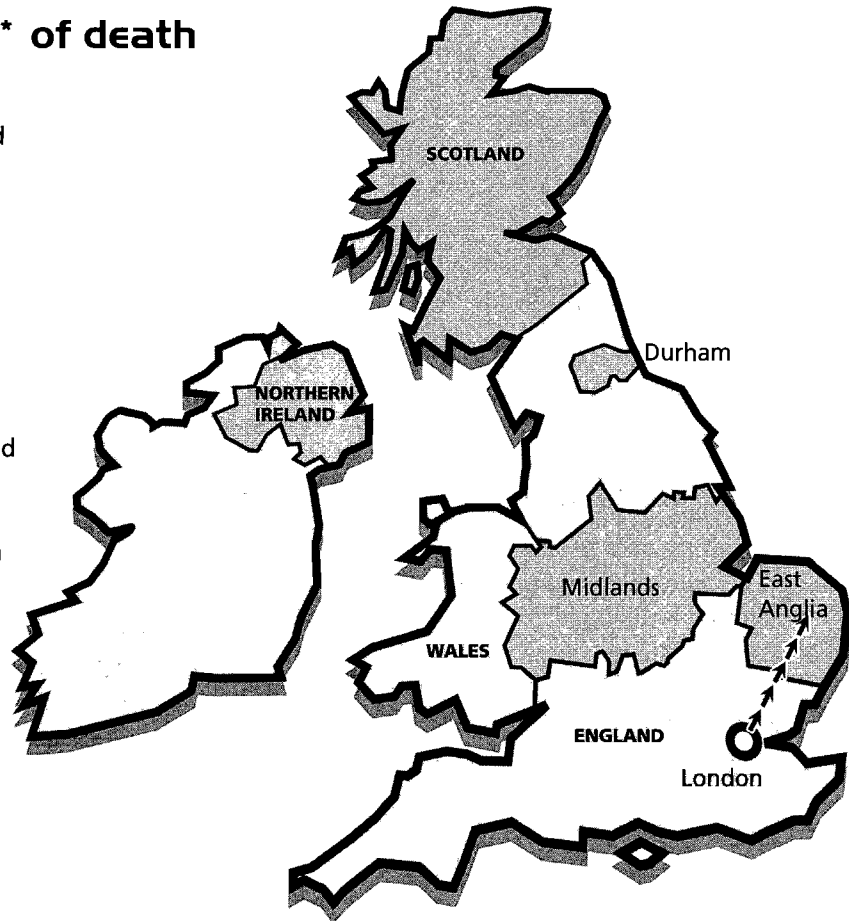 * of death
SCOTLAND
Durham
NORTHERN
IRELAND
Midlands
East
Anglia
WALES
ENGLAND
London